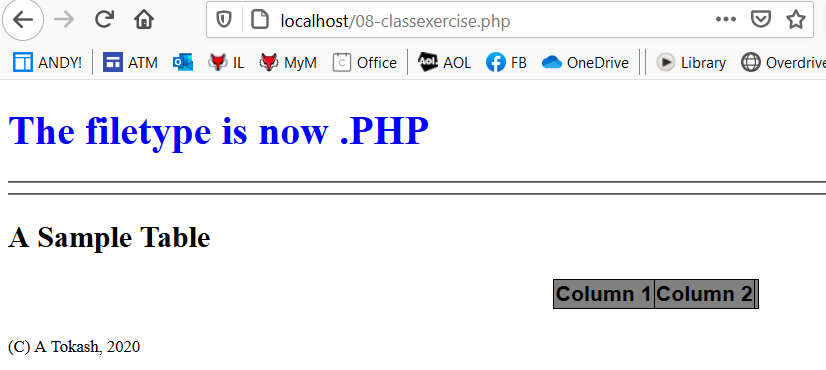 localhost/08-classexercise.php
ANDY! ATM IL MyM Office AOL FB OneDrive Library Overdrive
The filetype is now .PHP
A Sample Table
Column 1 Column 2
(C) A Tokash, 2020